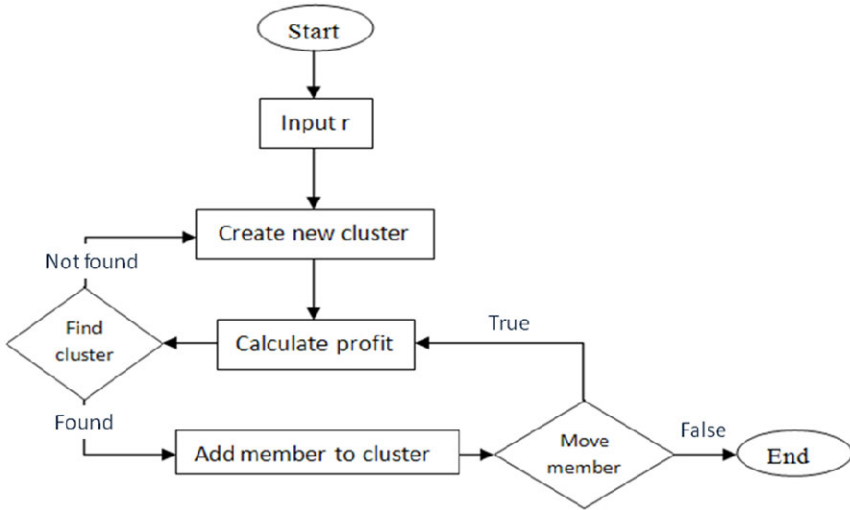 Start
Input r
Create new cluster
Not found
Find
cluster
Calculate profit
True
Found
Add member to cluster
Move
member
False
End